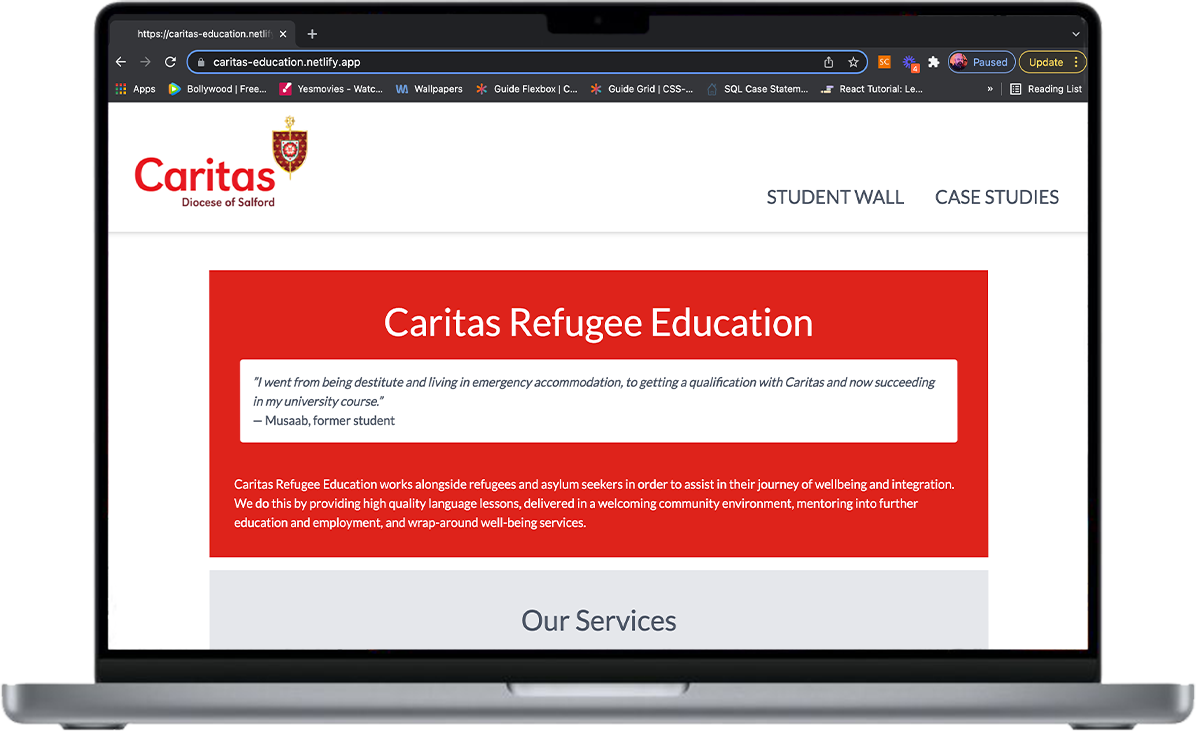 https://caritas-education.netlify
caritas-education.netlify.app
SC
4
Paused
Update
Apps
Bollywood | Free...
Yesmovies - Watc...
Wallpapers
Guide Flexbox | C...
Guide Grid | CSS-...
SQL Case Statem...
React Tutorial: Le...
»
Reading List
Caritas
Diocese of Salford
STUDENT WALL
CASE STUDIES
Caritas Refugee Education
"I went from being destitute and living in emergency accommodation, to getting a qualification with Caritas and now succeeding
in my university course."
— Musaab, former student
Caritas Refugee Education works alongside refugees and asylum seekers in order to assist in their journey of wellbeing and integration.
We do this by providing high quality language lessons, delivered in a welcoming community environment, mentoring into further
education and employment, and wrap-around well-being services.
Our Services